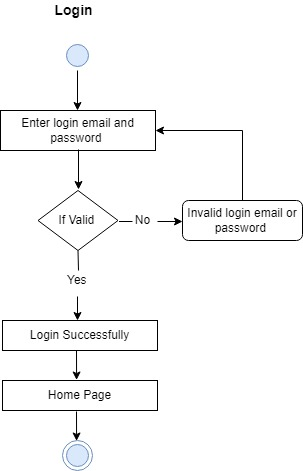 Login
Enter login email and
password
If Valid
No
Invalid login email or
password
Yes
Login Successfully
Home Page